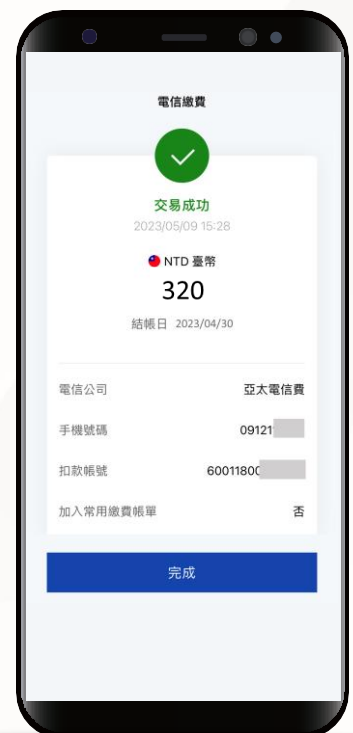 電信繳費
交易成功
2023/05/09 15:28
NTD 臺幣
320
結帳日 2023/04/30
電信公司 亞太電信費
手機號碼 09121
扣款帳號 60011800
加入常用繳費帳單 否
完成